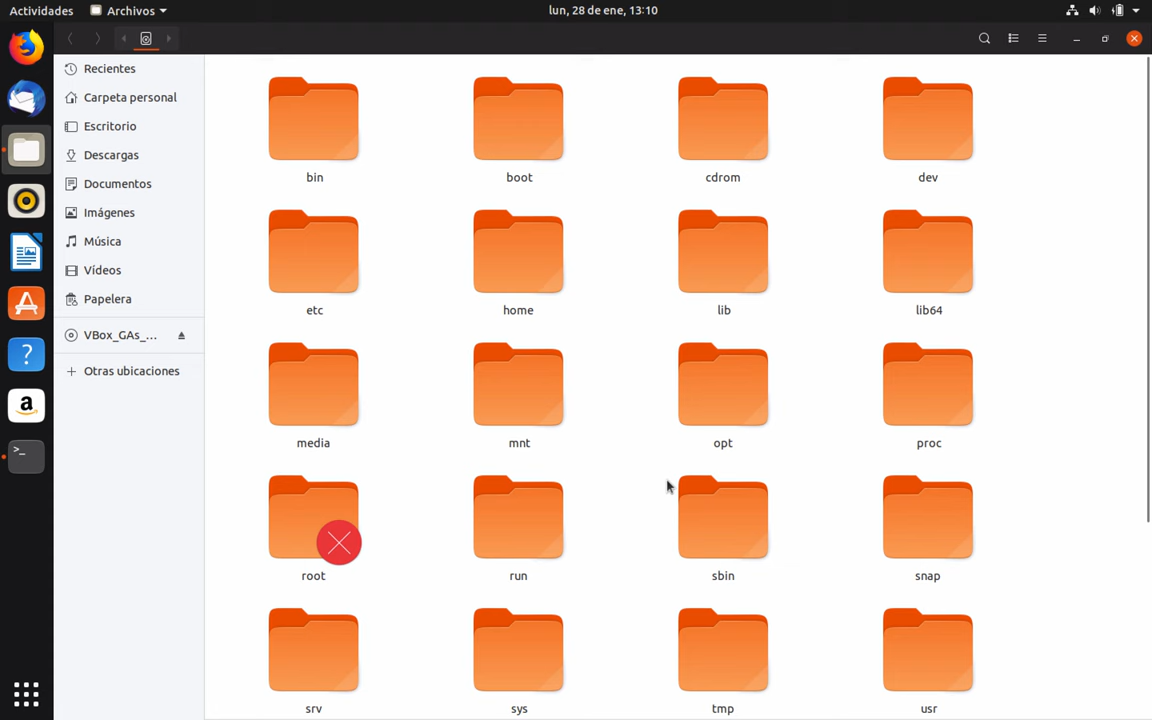 Actividades Archivos lun, 28 de ene, 13:10
Recientes
Carpeta personal
Escritorio
Descargas
Documentos
Imágenes
Música
Vídeos
Papelera
VBox_GAs_...
Otras ubicaciones
bin boot cdrom dev
etc home lib lib64
media mnt opt proc
root run sbin snap
srv sys tmp usr